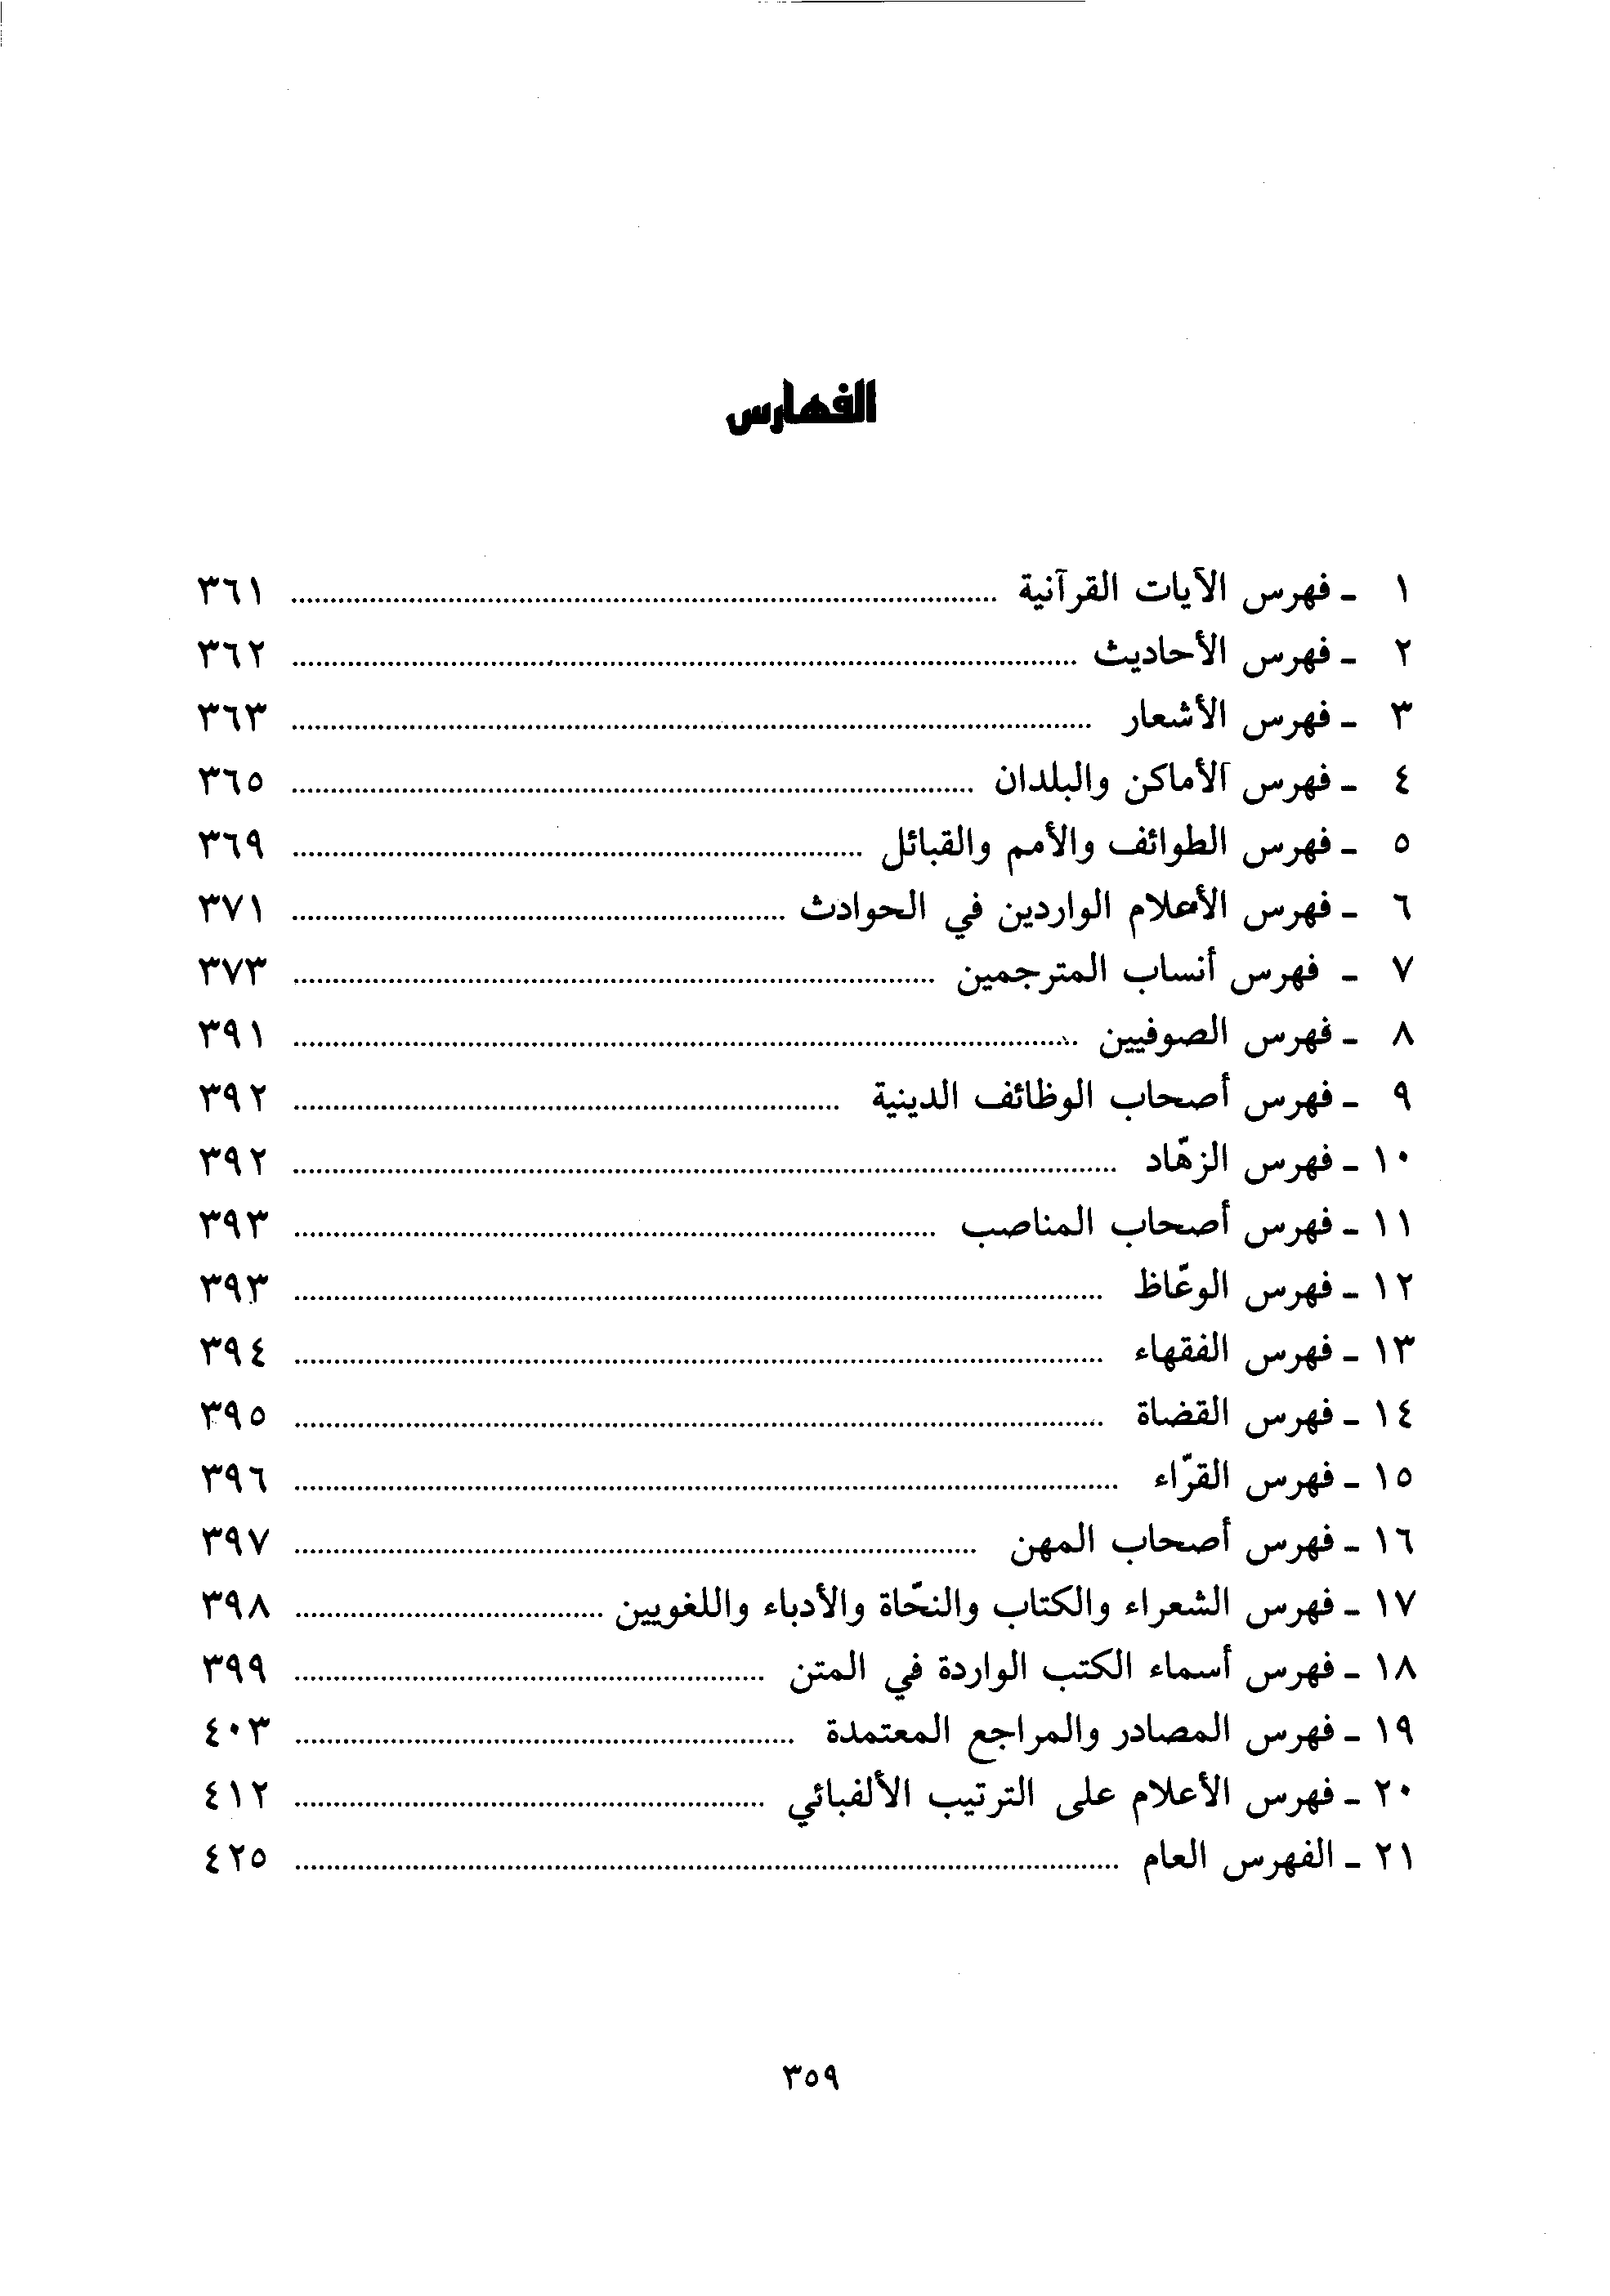 الفهارس
١ - فهرس الآيات القرآنية ........ ٣٦١
٢ - فهرس الأحاديث ........ ٣٦٢
٣ - فهرس الأشعار ........ ٣٦٣
٤ - فهرس الأماكن والبلدان ........ ٣٦٥
٥ - فهرس الطوائف والأمم والقبائل ........ ٣٦٩
٦ - فهرس الأعلام الواردين في الحوادث ........ ٣٧١
٧ - فهرس أنساب المترجمين ........ ٣٧٣
٨ - فهرس الصوفيين ........ ٣٩١
٩ - فهرس أصحاب الوظائف الدينية ........ ٣٩٢
١٠ - فهرس الزهّاد ........ ٣٩٢
١١ - فهرس أصحاب المناصب ........ ٣٩٣
١٢ - فهرس الوعّاظ ........ ٣٩٣
١٣ - فهرس الفقهاء ........ ٣٩٤
١٤ - فهرس القضاة ........ ٣٩٥
١٥ - فهرس القرّاء ........ ٣٩٦
١٦ - فهرس أصحاب المهن ........ ٣٩٧
١٧ - فهرس الشعراء والكتاب والنحّاة والأدباء واللغويين ........ ٣٩٨
١٨ - فهرس أسماء الكتب الواردة في المتن ........ ٣٩٩
١٩ - فهرس المصادر والمراجع المعتمدة ........ ٤٠٣
٢٠ - فهرس الأعلام على الترتيب الألفبائي ........ ٤١٢
٢١ - الفهرس العام ........ ٤٢٥
٣٥٩